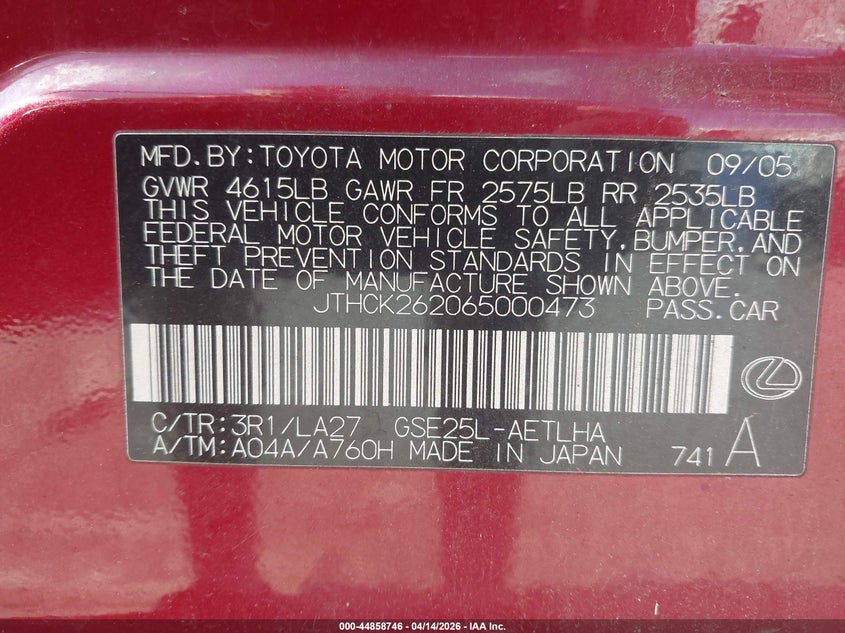 MFD.BY:TOYOTA MOTOR CORPORATION 09/05
GVWR 4615LB GAWR FR 2575LB RR 2535LB
THIS VEHICLE CONFORMS TO ALL APPLICABLE
FEDERAL MOTOR VEHICLE SAFETY,BUMPER,AND
THEFT PREVENTION STANDARDS IN EFFECT ON
THE DATE OF MANUFACTURE SHOWN ABOVE.
JTHCK262065000473 PASS.CAR
C/TR:3R1/LA27 GSE25L-AETLHA
A/TM:A04A/A760H MADE IN JAPAN 741 A
000-44858746 - 04/14/2026 - IAA Inc.